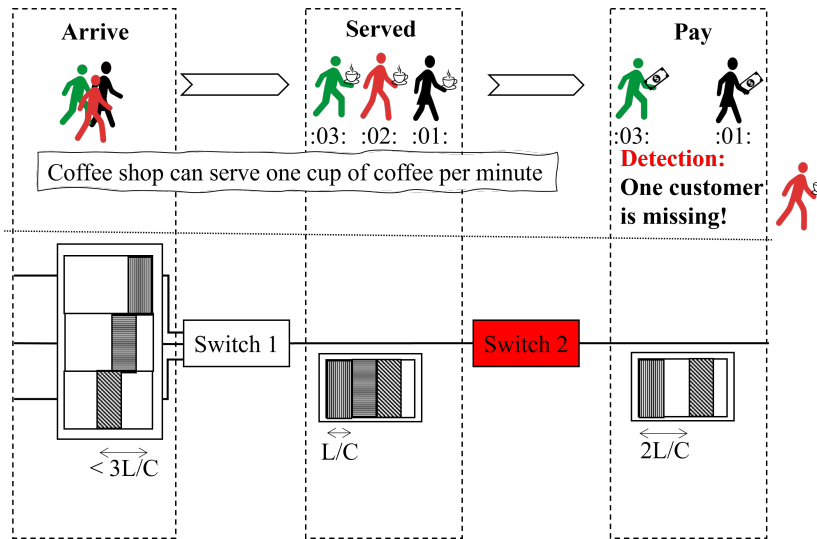 Arrive
Served
Pay
:03: :02: :01:
:03: :01:
Coffee shop can serve one cup of coffee per minute
Detection:
One customer
is missing!
Switch 1
Switch 2
< 3L/C
L/C
2L/C